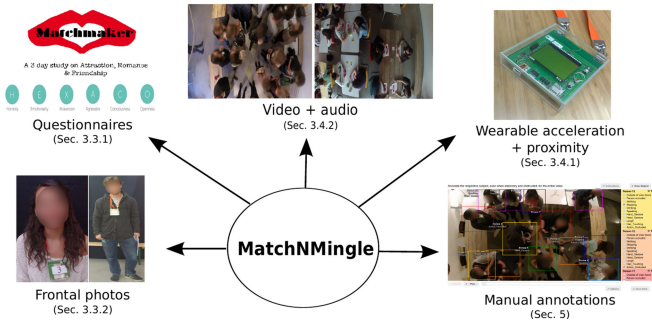 Matchmaker
A 3 day study on Attraction, Romance
& Friendship
H E X A C O
Honesty Emotionality Extraversion Agreeable Conscientious Openness
Questionnaires
(Sec. 3.3.1)
Video + audio
(Sec. 3.4.2)
Wearable acceleration
+ proximity
(Sec. 3.4.1)
MatchNMingle
Frontal photos
(Sec. 3.3.2)
3
Manual annotations
(Sec. 5)